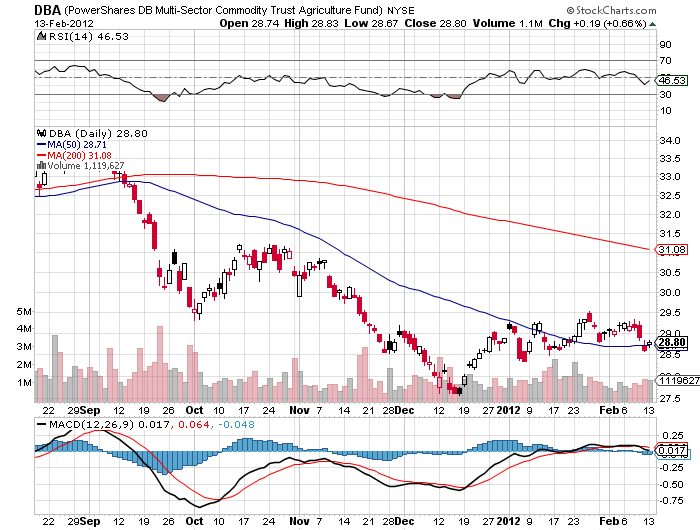 DBA (PowerShares DB Multi-Sector Commodity Trust Agriculture Fund) NYSE © StockCharts.com
13-Feb-2012 Open 28.74 High 28.83 Low 28.67 Close 28.80 Volume 1.1M Chg +0.19 (+0.66%)
RSI(14) 46.53
90
70
50
46.53
30
10
DBA (Daily) 28.80
MA(50) 28.71
MA(200) 31.08
Volume 1,119,627
34.0
33.5
33.0
32.5
32.0
31.5
31.08
30.5
30.0
29.5
5M 29.0
4M 28.80
3M 28.5
2M
1M 1119627
27.5
22 29 Sep 12 19 26 Oct 10 17 24 Nov 7 14 21 28 Dec 12 19 27 2012 9 17 23 Feb 6 13
MACD(12,26,9) 0.017, 0.064, -0.048
0.25
0.017
-0.25
-0.50
-0.75
22 29 Sep 12 19 26 Oct 10 17 24 Nov 7 14 21 28 Dec 12 19 27 2012 9 17 23 Feb 6 13